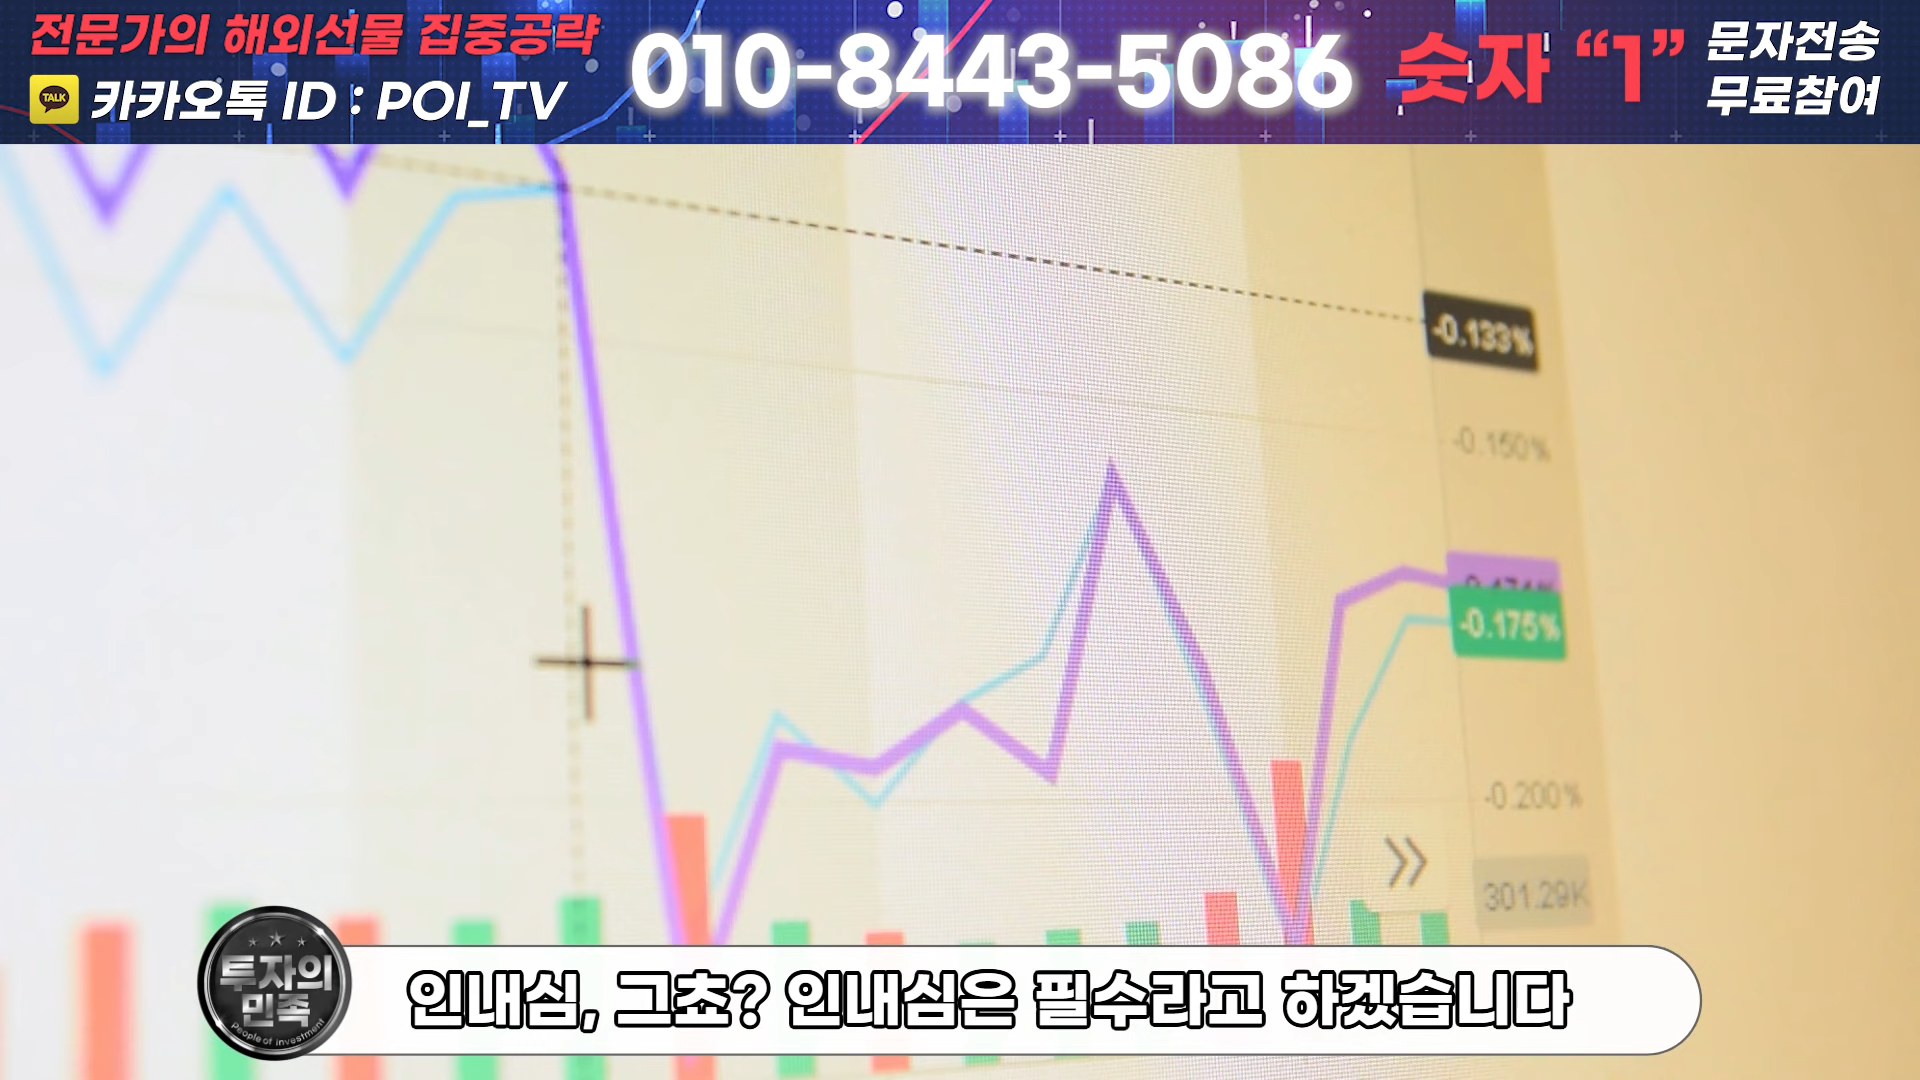 전문가의 해외선물 집중공략
TALK 카카오톡 ID : POI_TV
010-8443-5086
숫자 “1”
문자전송
무료참여
-0.133%
-0.150%
-0.175%
-0.200%
301.29K
투자의
민족
People of investment
인내심, 그쵸? 인내심은 필수라고 하겠습니다